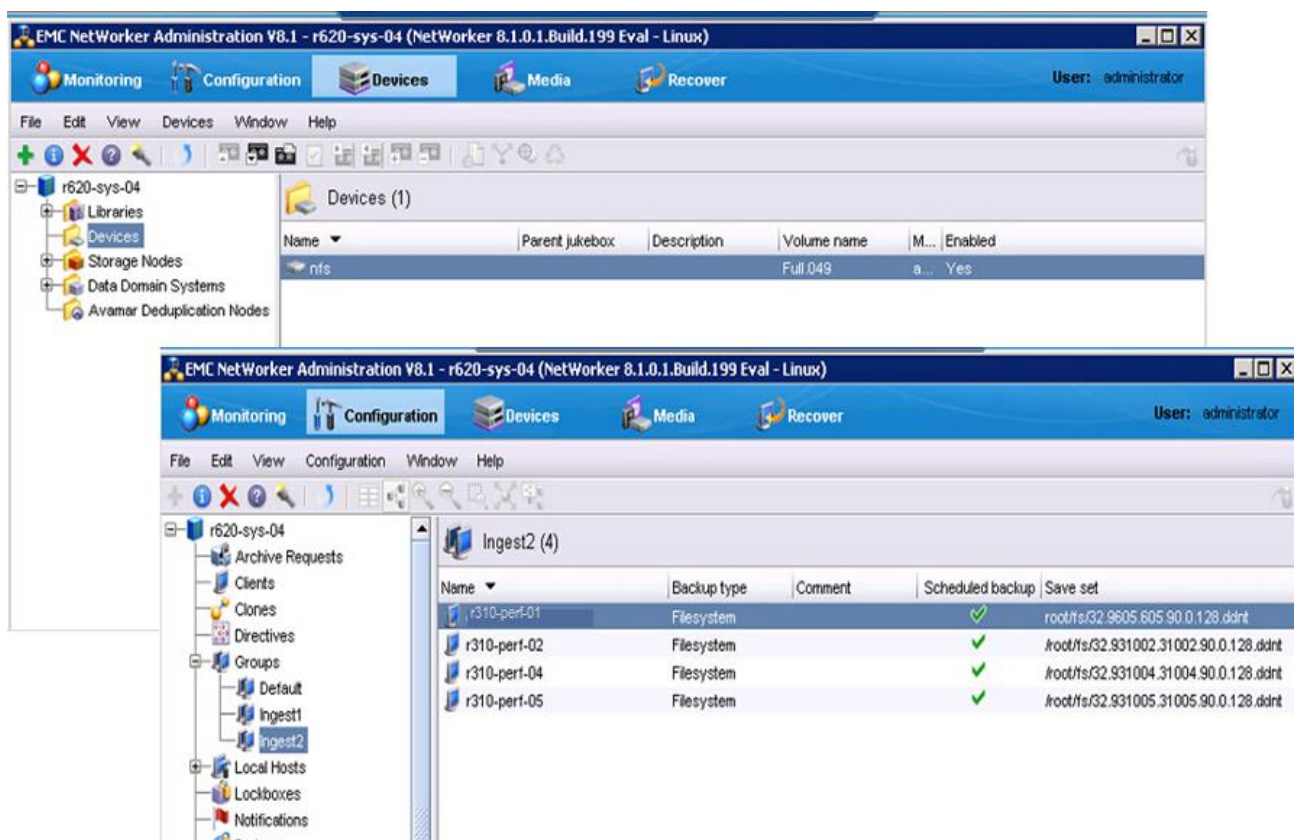 EMC NetWorker Administration V8.1 - r620-sys-04 (NetWorker 8.1.0.1.Build.199 Eval - Linux)
Monitoring Configuration Devices Media Recover User: administrator
File Edit View Devices Window Help
r620-sys-04
Libraries
Devices
Storage Nodes
Data Domain Systems
Avamar Deduplication Nodes
Devices (1)
Name Parent jukebox Description Volume name M... Enabled
nfs Full.049 a... Yes
EMC NetWorker Administration V8.1 - r620-sys-04 (NetWorker 8.1.0.1.Build.199 Eval - Linux)
Monitoring Configuration Devices Media Recover User: administrator
File Edit View Configuration Window Help
r620-sys-04
Archive Requests
Clients
Clones
Directives
Groups
Default
Ingest1
Ingest2
Local Hosts
Lockboxes
Notifications
Ingest2 (4)
Name Backup type Comment Scheduled backup Save set
r310-perf-01 Filesystem root/fs/32.9605.605.90.0.128.ddnt
r310-perf-02 Filesystem /root/fs/32.931002.31002.90.0.128.ddnt
r310-perf-04 Filesystem /root/fs/32.931004.31004.90.0.128.ddnt
r310-perf-05 Filesystem /root/fs/32.931005.31005.90.0.128.ddnt